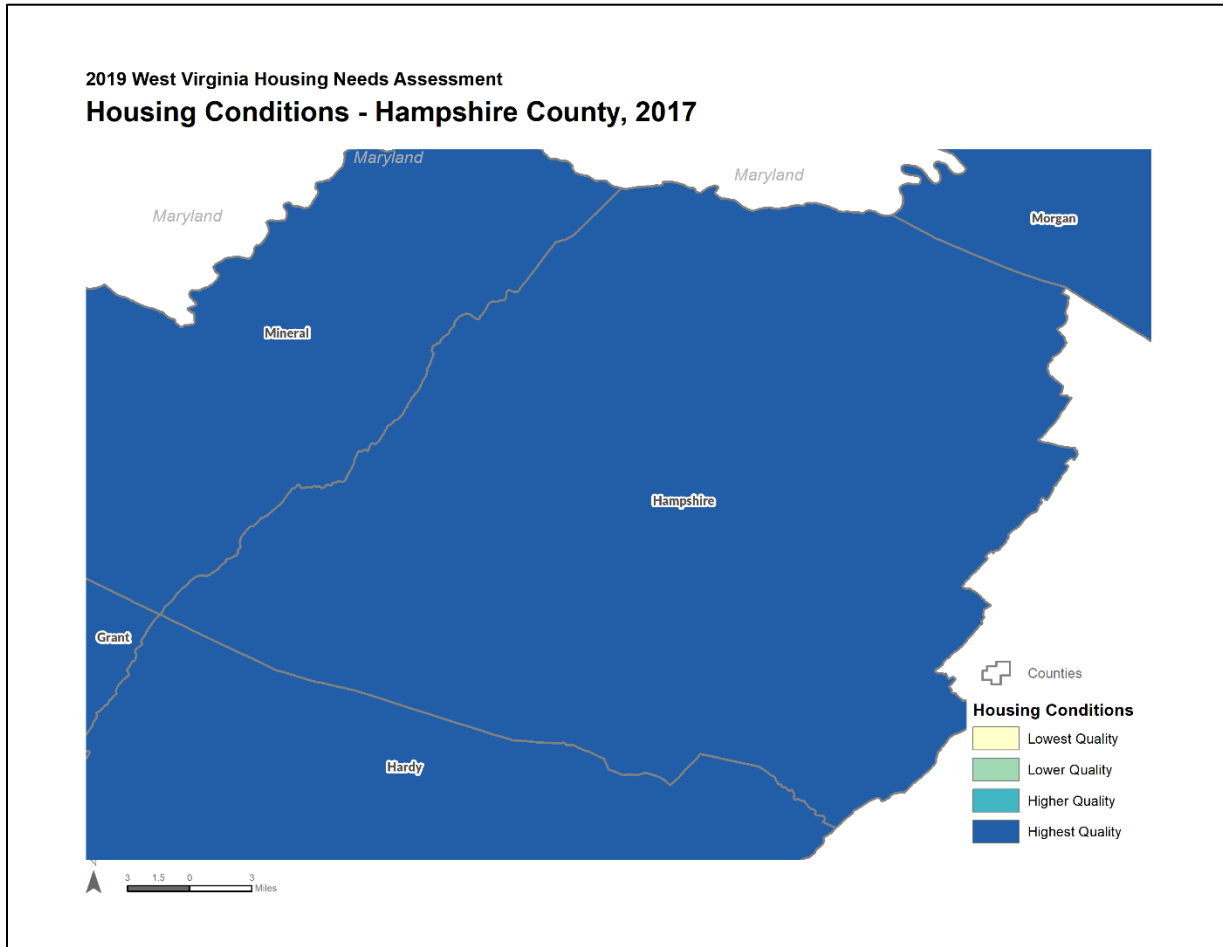 2019 West Virginia Housing Needs Assessment
Housing Conditions - Hampshire County, 2017
Maryland
Maryland
Maryland
Morgan
Mineral
Hampshire
Grant
Hardy
Counties
Housing Conditions
Lowest Quality
Lower Quality
Higher Quality
Highest Quality
N
3 1.5 0 3
Miles